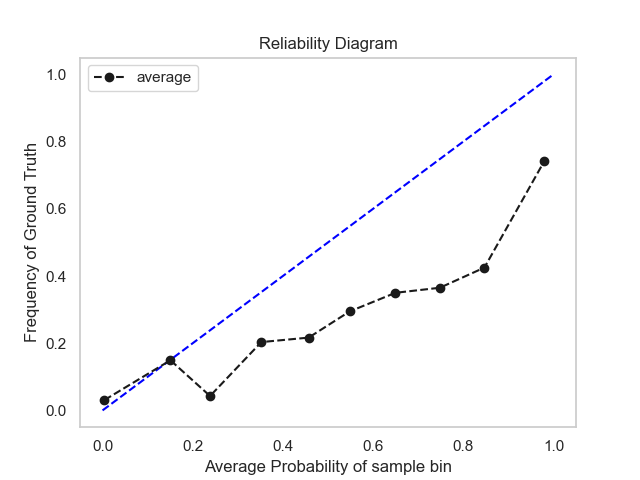 Reliability Diagram
average
Frequency of Ground Truth
1.0
0.8
0.6
0.4
0.2
0.0
0.0 0.2 0.4 0.6 0.8 1.0
Average Probability of sample bin